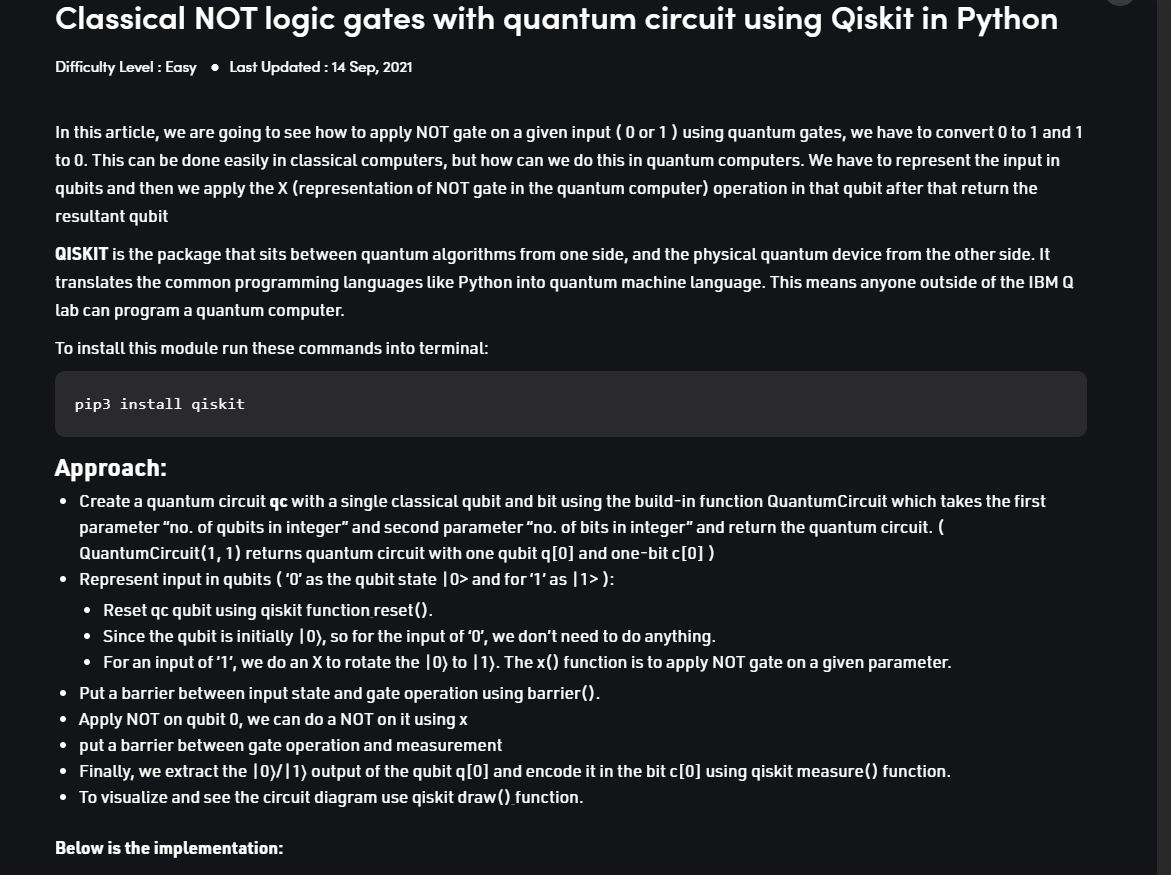 Classical NOT logic gates with quantum circuit using Qiskit in Python
Difficulty Level : Easy ● Last Updated : 14 Sep, 2021
In this article, we are going to see how to apply NOT gate on a given input ( 0 or 1 ) using quantum gates, we have to convert 0 to 1 and 1
to 0. This can be done easily in classical computers, but how can we do this in quantum computers. We have to represent the input in
qubits and then we apply the X (representation of NOT gate in the quantum computer) operation in that qubit after that return the
resultant qubit
QISKIT is the package that sits between quantum algorithms from one side, and the physical quantum device from the other side. It
translates the common programming languages like Python into quantum machine language. This means anyone outside of the IBM Q
lab can program a quantum computer.
To install this module run these commands into terminal:
pip3 install qiskit
Approach:
• Create a quantum circuit qc with a single classical qubit and bit using the build-in function QuantumCircuit which takes the first
parameter “no. of qubits in integer” and second parameter “no. of bits in integer” and return the quantum circuit. (
QuantumCircuit(1, 1) returns quantum circuit with one qubit q[0] and one-bit c[0] )
• Represent input in qubits ( ‘0’ as the qubit state |0> and for ‘1’ as |1> ):
• Reset qc qubit using qiskit function reset().
• Since the qubit is initially |0⟩, so for the input of ‘0’, we don’t need to do anything.
• For an input of ‘1’, we do an X to rotate the |0⟩ to |1⟩. The x() function is to apply NOT gate on a given parameter.
• Put a barrier between input state and gate operation using barrier().
• Apply NOT on qubit 0, we can do a NOT on it using x
• put a barrier between gate operation and measurement
• Finally, we extract the |0⟩/|1⟩ output of the qubit q[0] and encode it in the bit c[0] using qiskit measure() function.
• To visualize and see the circuit diagram use qiskit draw() function.
Below is the implementation: